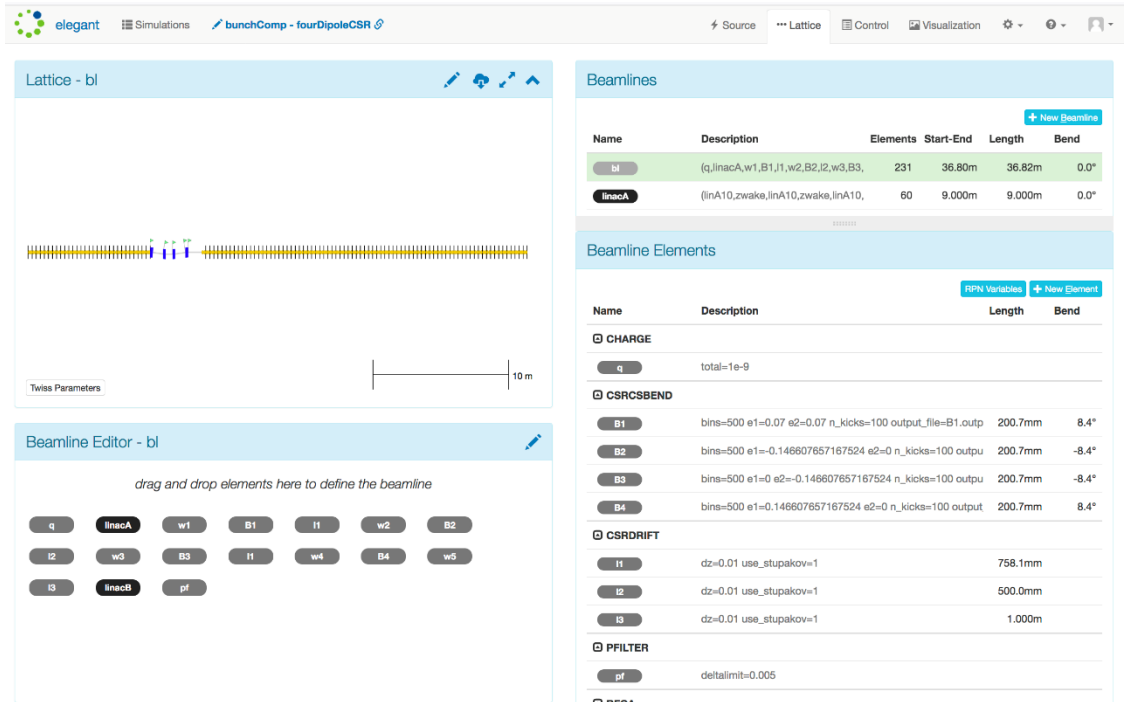 elegant Simulations bunchComp - fourDipoleCSR Source Lattice Control Visualization
Lattice - bl
10 m
Twiss Parameters
Beamline Editor - bl
drag and drop elements here to define the beamline
q linacA w1 B1 l1 w2 B2
l2 w3 B3 l1 w4 B4 w5
l3 linacB pf
Beamlines
New Beamline
Name Description Elements Start-End Length Bend
bl (q,linacA,w1,B1,l1,w2,B2,l2,w3,B3, 231 36.80m 36.82m 0.0°
linacA (linA10,zwake,linA10,zwake,linA10, 60 9.000m 9.000m 0.0°
Beamline Elements
RPN Variables New Element
Name Description Length Bend
CHARGE
q total=1e-9
CSRCSBEND
B1 bins=500 e1=0.07 e2=0.07 n_kicks=100 output_file=B1.outp 200.7mm 8.4°
B2 bins=500 e1=-0.146607657167524 e2=0 n_kicks=100 outpu 200.7mm -8.4°
B3 bins=500 e1=0 e2=-0.146607657167524 n_kicks=100 outpu 200.7mm -8.4°
B4 bins=500 e1=0.146607657167524 e2=0 n_kicks=100 output_ 200.7mm 8.4°
CSRDRIFT
l1 dz=0.01 use_stupakov=1 758.1mm
l2 dz=0.01 use_stupakov=1 500.0mm
l3 dz=0.01 use_stupakov=1 1.000m
PFILTER
pf deltalimit=0.005